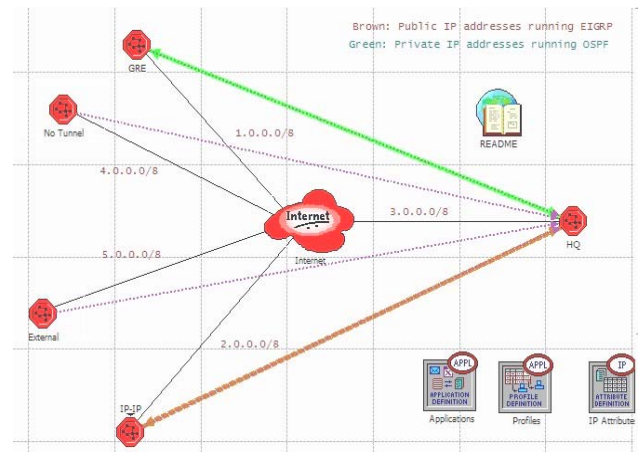 Brown: Public IP addresses running EIGRP
Green: Private IP addresses running OSPF
GRE
No Tunnel
README
1.0.0.0/8
4.0.0.0/8
Internet
3.0.0.0/8
HQ
Internet
5.0.0.0/8
External
2.0.0.0/8
IP-IP
APPL
APPLICATION
DEFINITION
Applications
APPL
PROFILE
DEFINITION
Profiles
IP
ATTRIBUTE
DEFINITION
IP Attribute